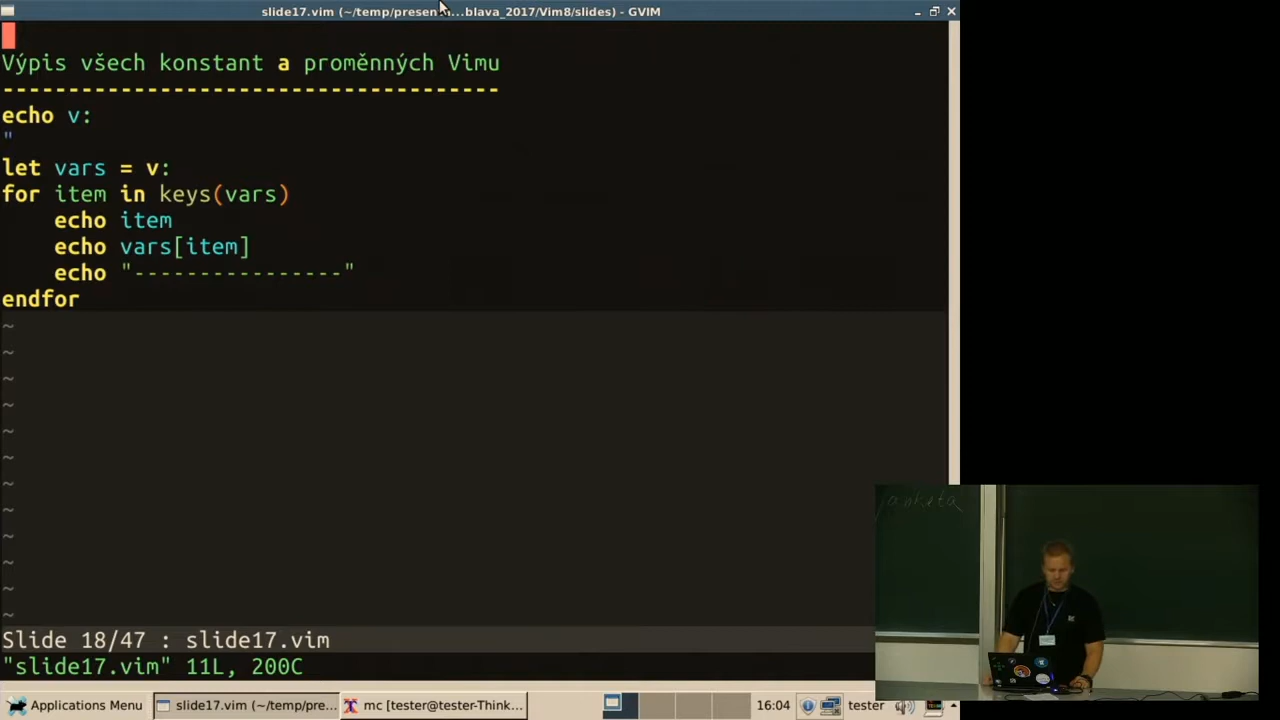 slide17.vim (~/temp/presen...blava_2017/Vim8/slides) - GVIM
Výpis všech konstant a proměnných Vimu
--------------------------------------
echo v:
"
let vars = v:
for item in keys(vars)
    echo item
    echo vars[item]
    echo "----------------"
endfor
~
~
~
~
~
~
~
~
~
~
~
~
Slide 18/47 : slide17.vim
"slide17.vim" 11L, 200C
Applications Menu
slide17.vim (~/temp/pre...
mc [tester@tester-Think...
16:04
tester
janketa